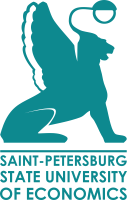 SAINT-PETERSBURG
STATE UNIVERSITY
OF ECONOMICS